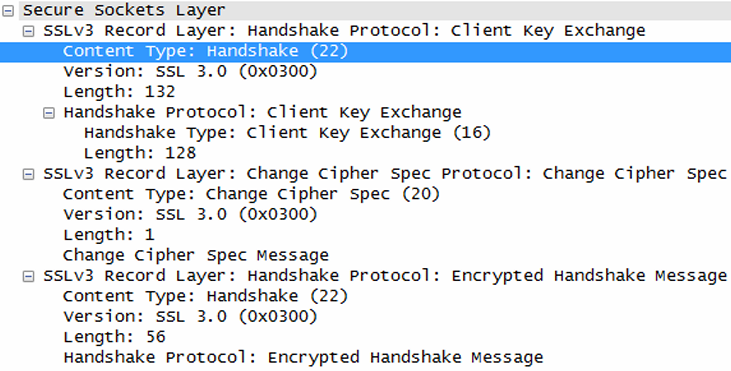 Secure Sockets Layer
SSLv3 Record Layer: Handshake Protocol: Client Key Exchange
Content Type: Handshake (22)
Version: SSL 3.0 (0x0300)
Length: 132
Handshake Protocol: Client Key Exchange
Handshake Type: Client Key Exchange (16)
Length: 128
SSLv3 Record Layer: Change Cipher Spec Protocol: Change Cipher Spec
Content Type: Change Cipher Spec (20)
Version: SSL 3.0 (0x0300)
Length: 1
Change Cipher Spec Message
SSLv3 Record Layer: Handshake Protocol: Encrypted Handshake Message
Content Type: Handshake (22)
Version: SSL 3.0 (0x0300)
Length: 56
Handshake Protocol: Encrypted Handshake Message